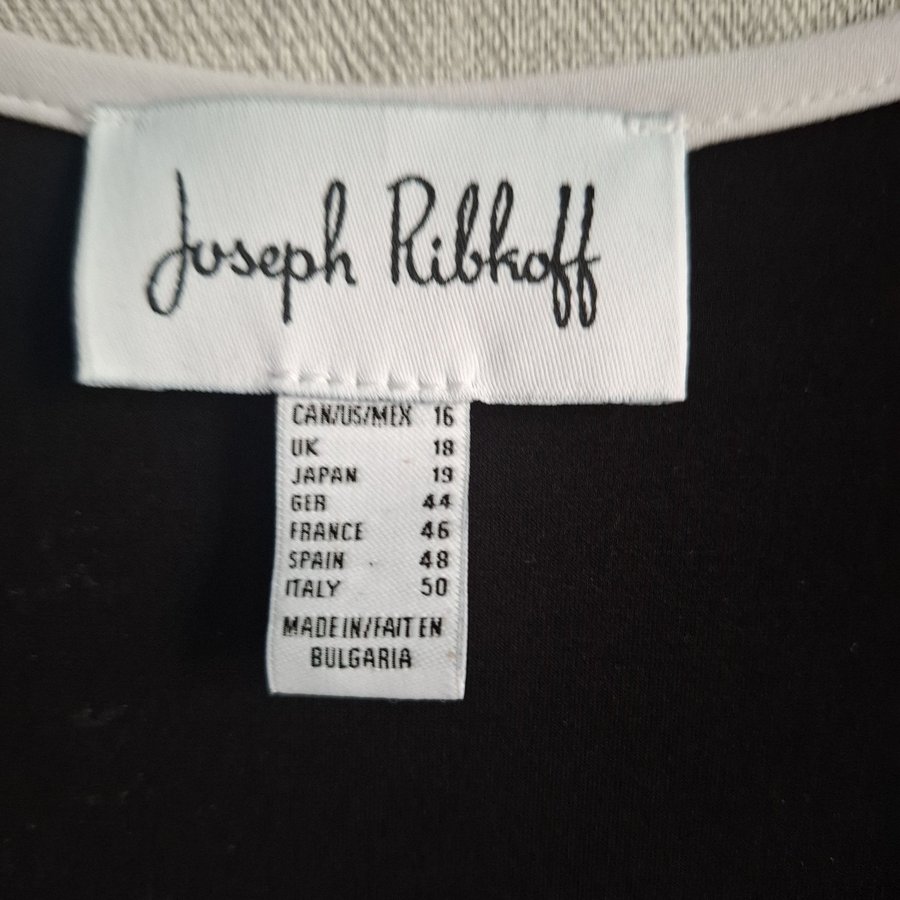 Joseph Ribkoff
CAN/US/MEX 16
UK 18
JAPAN 19
GER 44
FRANCE 46
SPAIN 48
ITALY 50
MADE IN/FAIT EN
BULGARIA